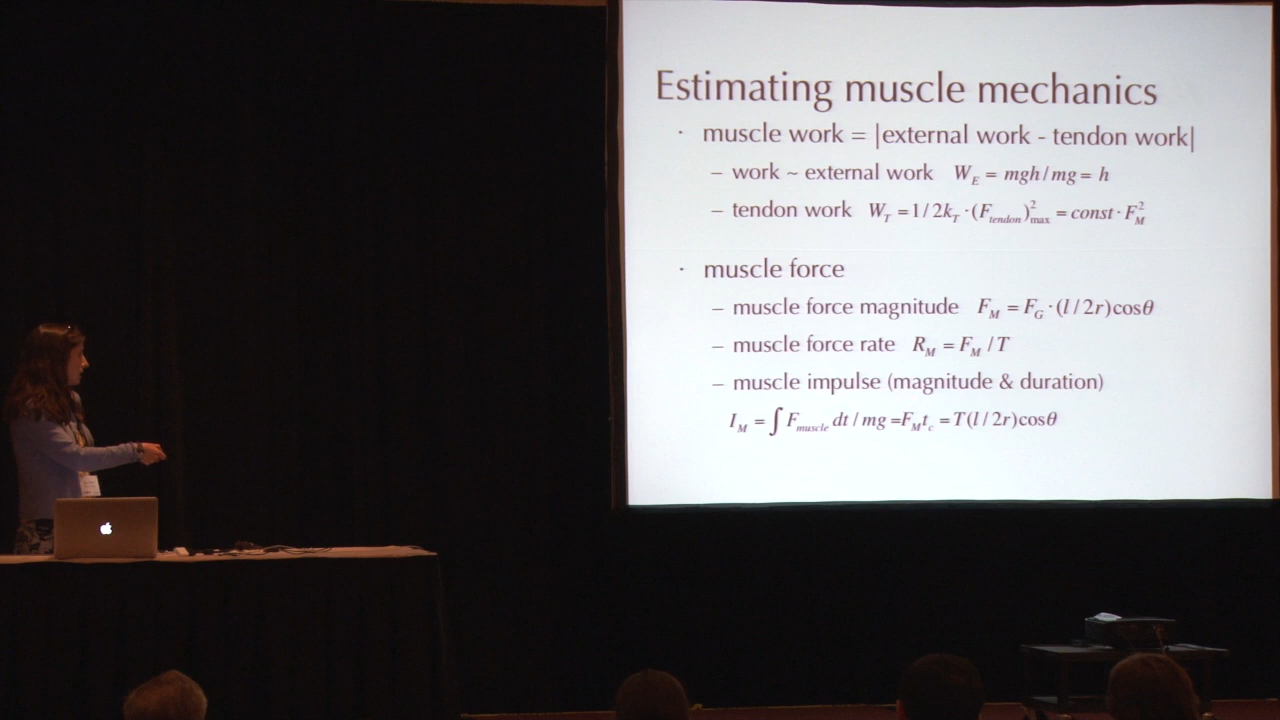 Estimating muscle mechanics
· muscle work = |external work - tendon work|
– work ~ external work W_E = mgh / mg = h
– tendon work W_T = 1/2k_T · (F_tendon)²_max = const · F_M²
· muscle force
– muscle force magnitude F_M = F_G · (l / 2r)cosθ
– muscle force rate R_M = F_M / T
– muscle impulse (magnitude & duration)
I_M = ∫ F_muscle dt / mg = F_M t_c = T(l / 2r)cosθ